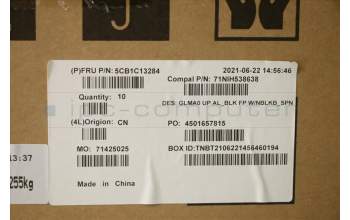 (P)FRU P/N: 5CB1C13284
2021-06-22 14:56:46
Compal P/N: 71NIH538638
Quantity: 10
DES: GLMA0 UP AL_BLK FP W/NBLKB_SPN
(4L)Origion: CN
PO: 4501657815
MO: 71425025
BOX ID:TNBT2106221456460194
Made in China
13:37
255kg